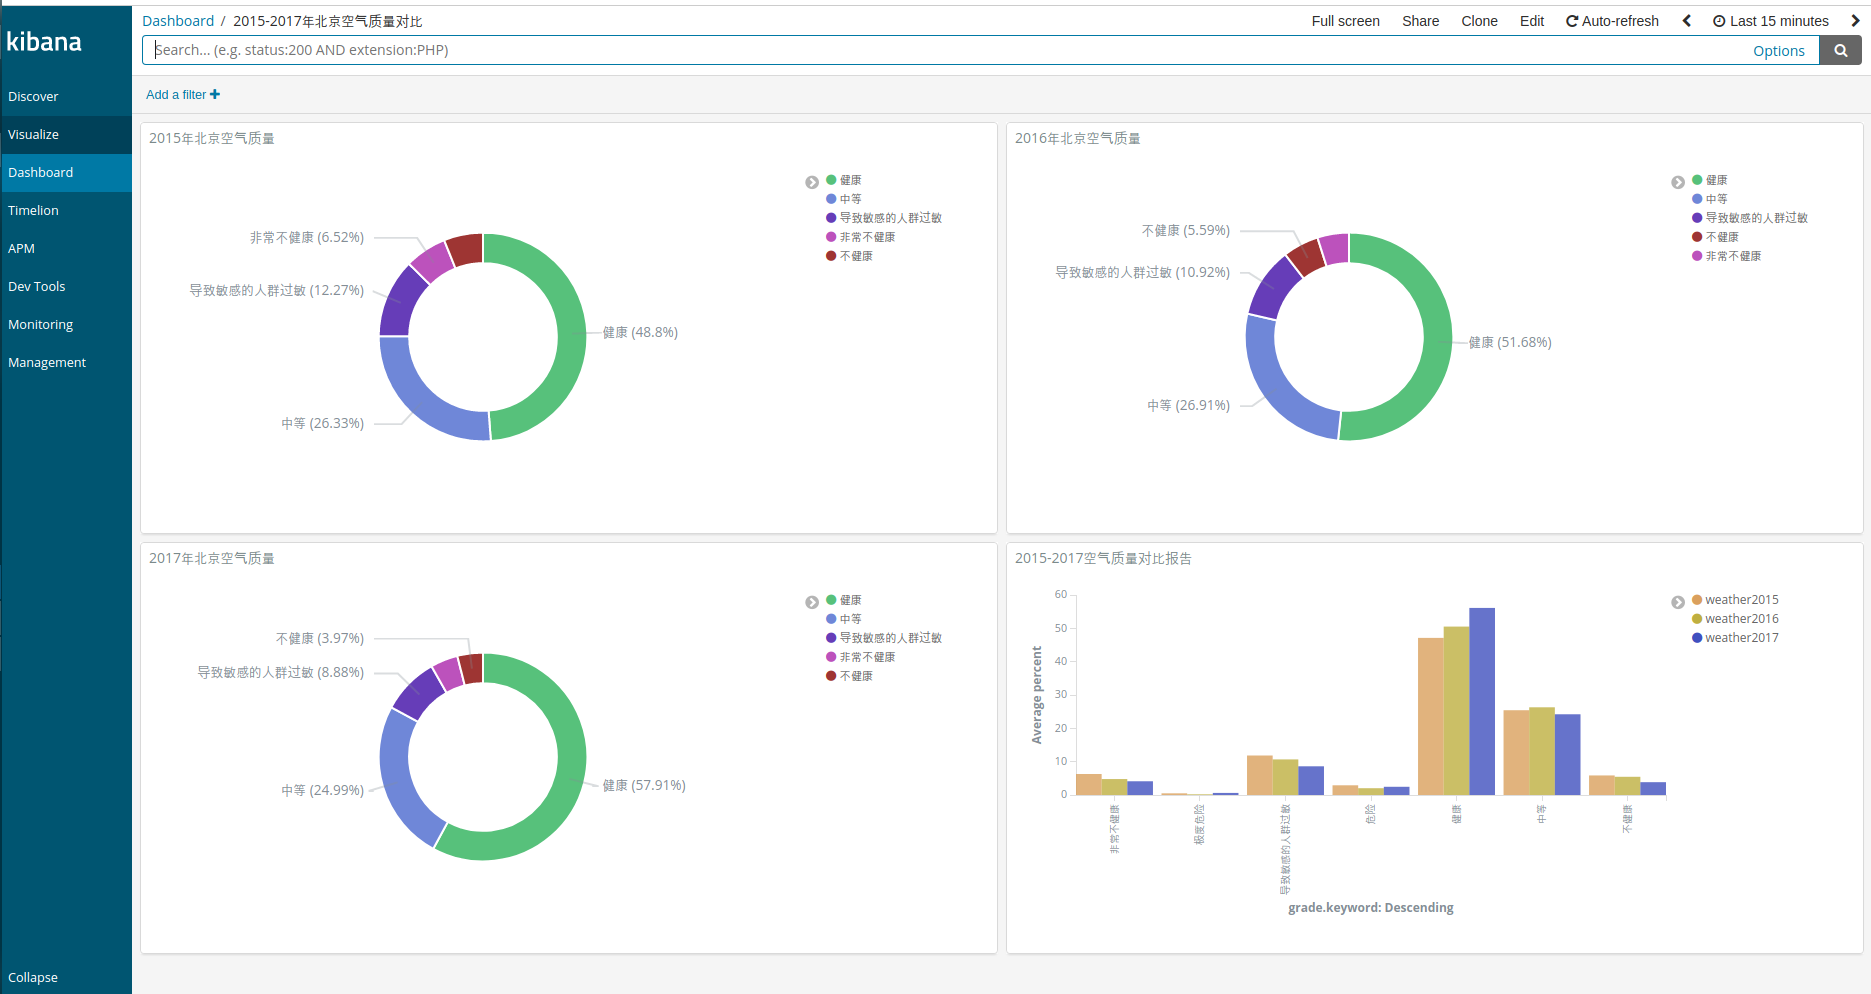 kibana
Discover
Visualize
Dashboard
Timelion
APM
Dev Tools
Monitoring
Management
Collapse
Dashboard / 2015-2017年北京空气质量对比
Full screen Share Clone Edit Auto-refresh Last 15 minutes
Search... (e.g. status:200 AND extension:PHP)
Options
Add a filter
2015年北京空气质量
健康
中等
导致敏感的人群过敏
非常不健康
不健康
非常不健康 (6.52%)
导致敏感的人群过敏 (12.27%)
健康 (48.8%)
中等 (26.33%)
2016年北京空气质量
健康
中等
导致敏感的人群过敏
不健康
非常不健康
不健康 (5.59%)
导致敏感的人群过敏 (10.92%)
健康 (51.68%)
中等 (26.91%)
2017年北京空气质量
健康
中等
导致敏感的人群过敏
非常不健康
不健康
不健康 (3.97%)
导致敏感的人群过敏 (8.88%)
健康 (57.91%)
中等 (24.99%)
2015-2017空气质量对比报告
weather2015
weather2016
weather2017
Average percent
60
50
40
30
20
10
0
非常不健康
极度危险
导致敏感的人群过敏
危险
健康
中等
不健康
grade.keyword: Descending